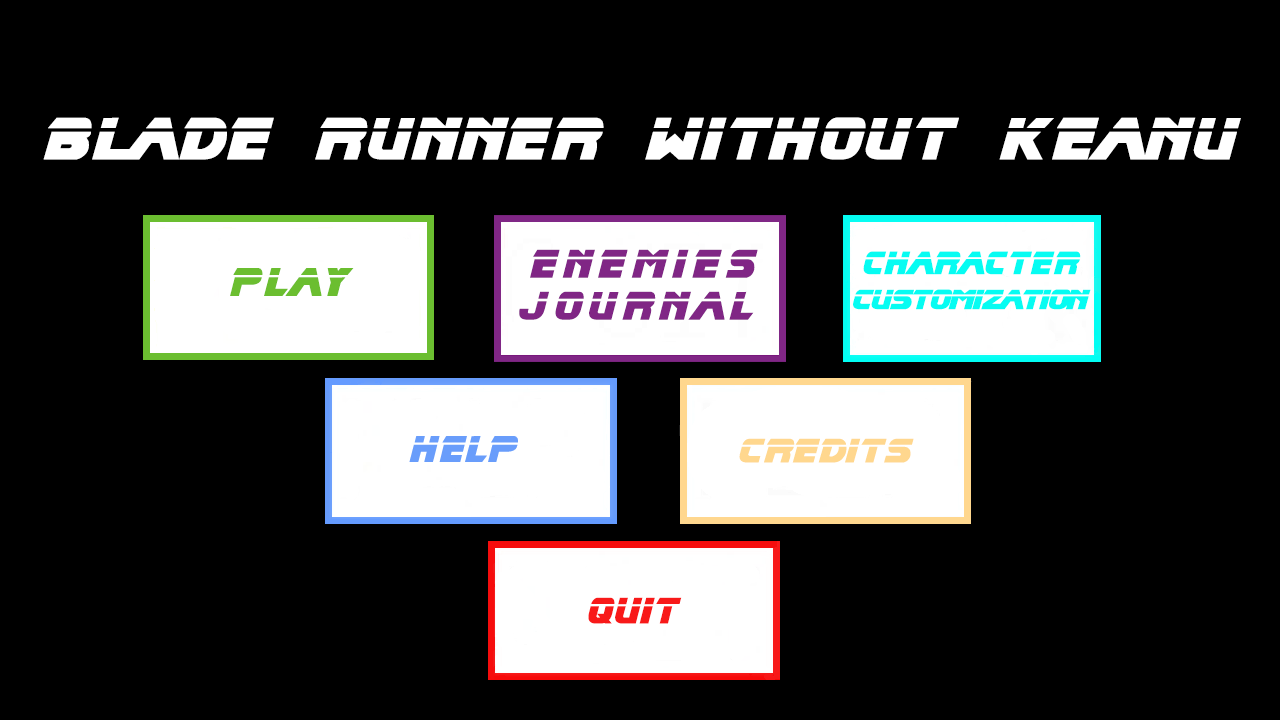 BLADE RUNNER WITHOUT KEANU
PLAY
ENEMIES
JOURNAL
CHARACTER
CUSTOMIZATION
HELP
CREDITS
QUIT